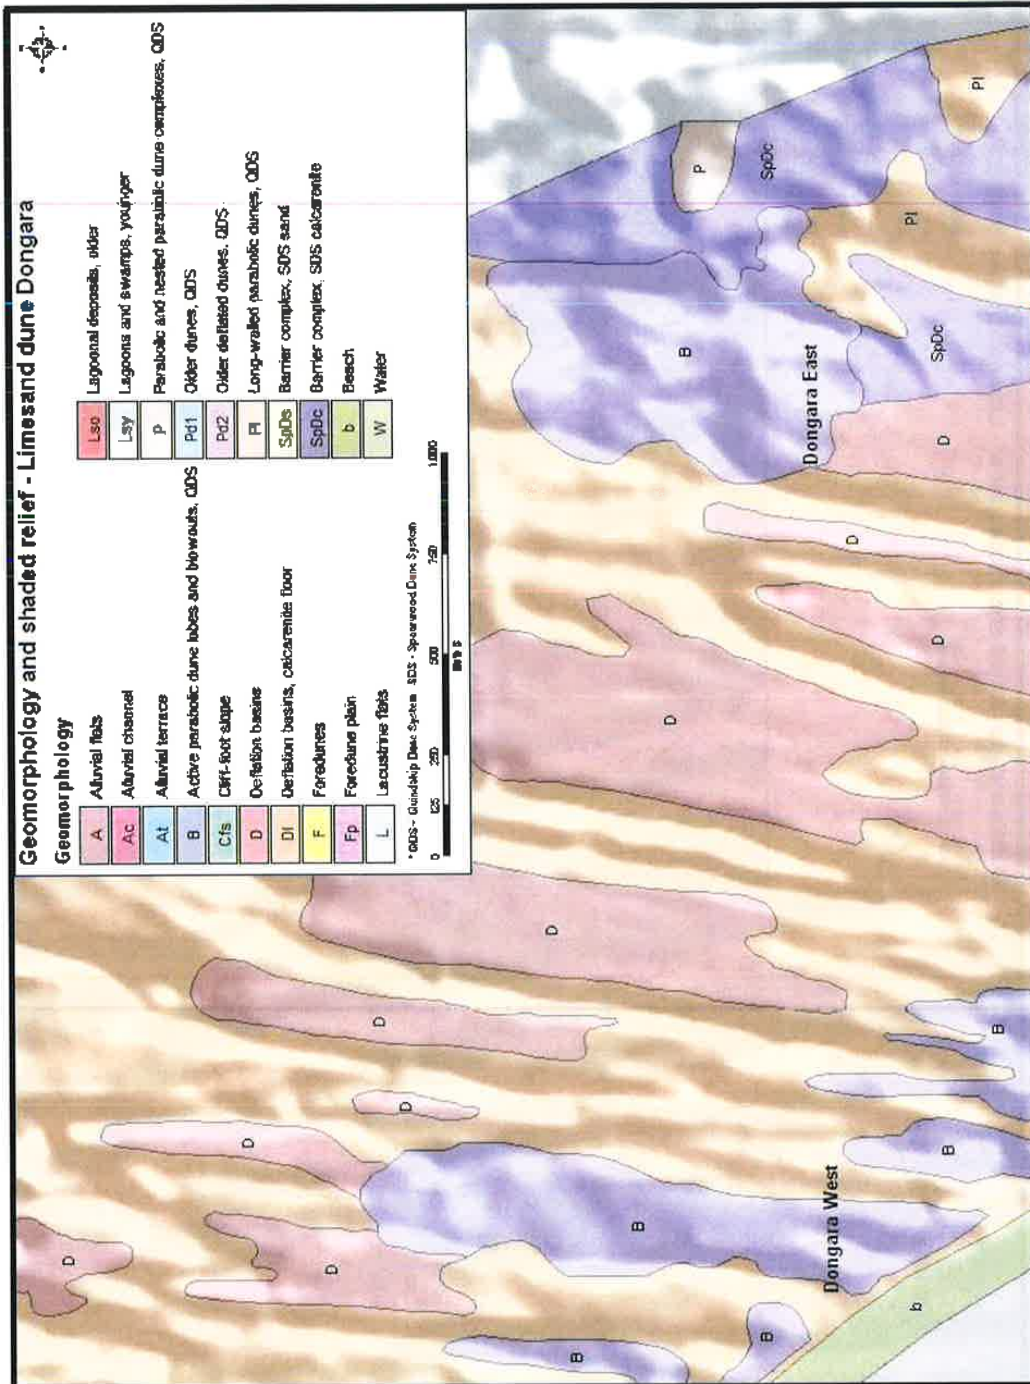 Geomorphology and shaded relief - Limesand dune Dongara
Geomorphology
A Alluvial flats
Ac Alluvial channel
At Alluvial terrace
B Active parabolic dune lobes and blowouts, QDS
Cfs Cliff-foot slope
D Deflation basins
Dl Deflation basins, calcarenite floor
F Foredunes
Fp Foredune plain
L Lacustrine flats
Lso Lagoonal deposits, older
Lsy Lagoons and swamps, younger
P Parabolic and nested parabolic dune complexes, QDS
Pd1 Older dunes, QDS
Pd2 Older deflated dunes, QDS
Pl Long-walled parabolic dunes, QDS
SpDs Barrier complex, SDS sand
SpDc Barrier complex, SDS calcarenite
b Beach
W Water
* QDS - Quindalup Dune System SDS - Spearwood Dune System
0 125 250 500 750 1,000
D
D
D
D
D
D
D
D
D
D
D
B
B
B
B
B
B
b
P
Pl
Pl
SpDc
SpDc
Dongara West
Dongara East